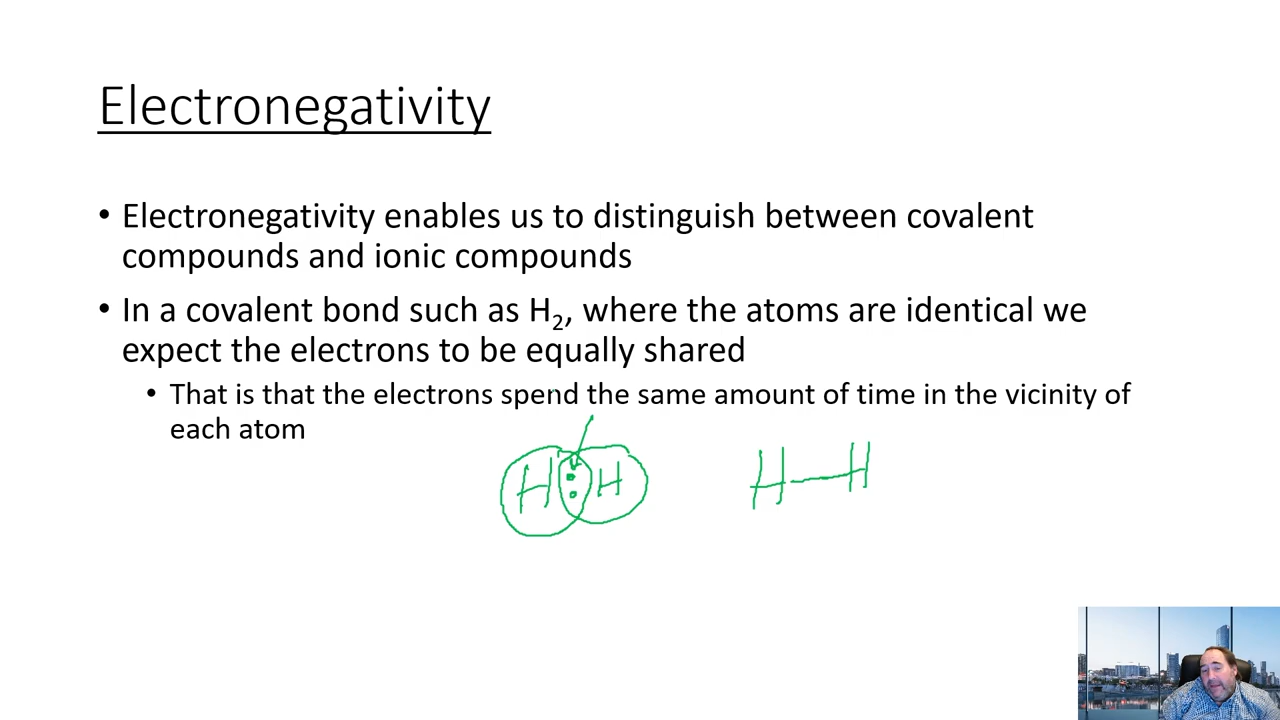 Electronegativity
• Electronegativity enables us to distinguish between covalent
compounds and ionic compounds
• In a covalent bond such as H₂, where the atoms are identical we
expect the electrons to be equally shared
• That is that the electrons spend the same amount of time in the vicinity of
each atom
H : H H — H